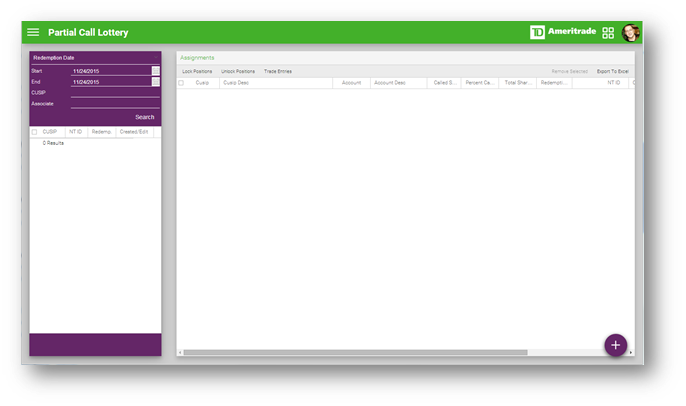 Partial Call Lottery
TD Ameritrade
Redemption Date
Start 11/24/2015
End 11/24/2015
CUSIP
Associate
Search
CUSIP NT ID Redemp. Created/Edit
0 Results
Assignments
Lock Positions Unlock Positions Trade Entries Remove Selected Export To Excel
Cusip Cusip Desc Account Account Desc Called S... Percent Ca... Total Shar... Redempti... NT ID